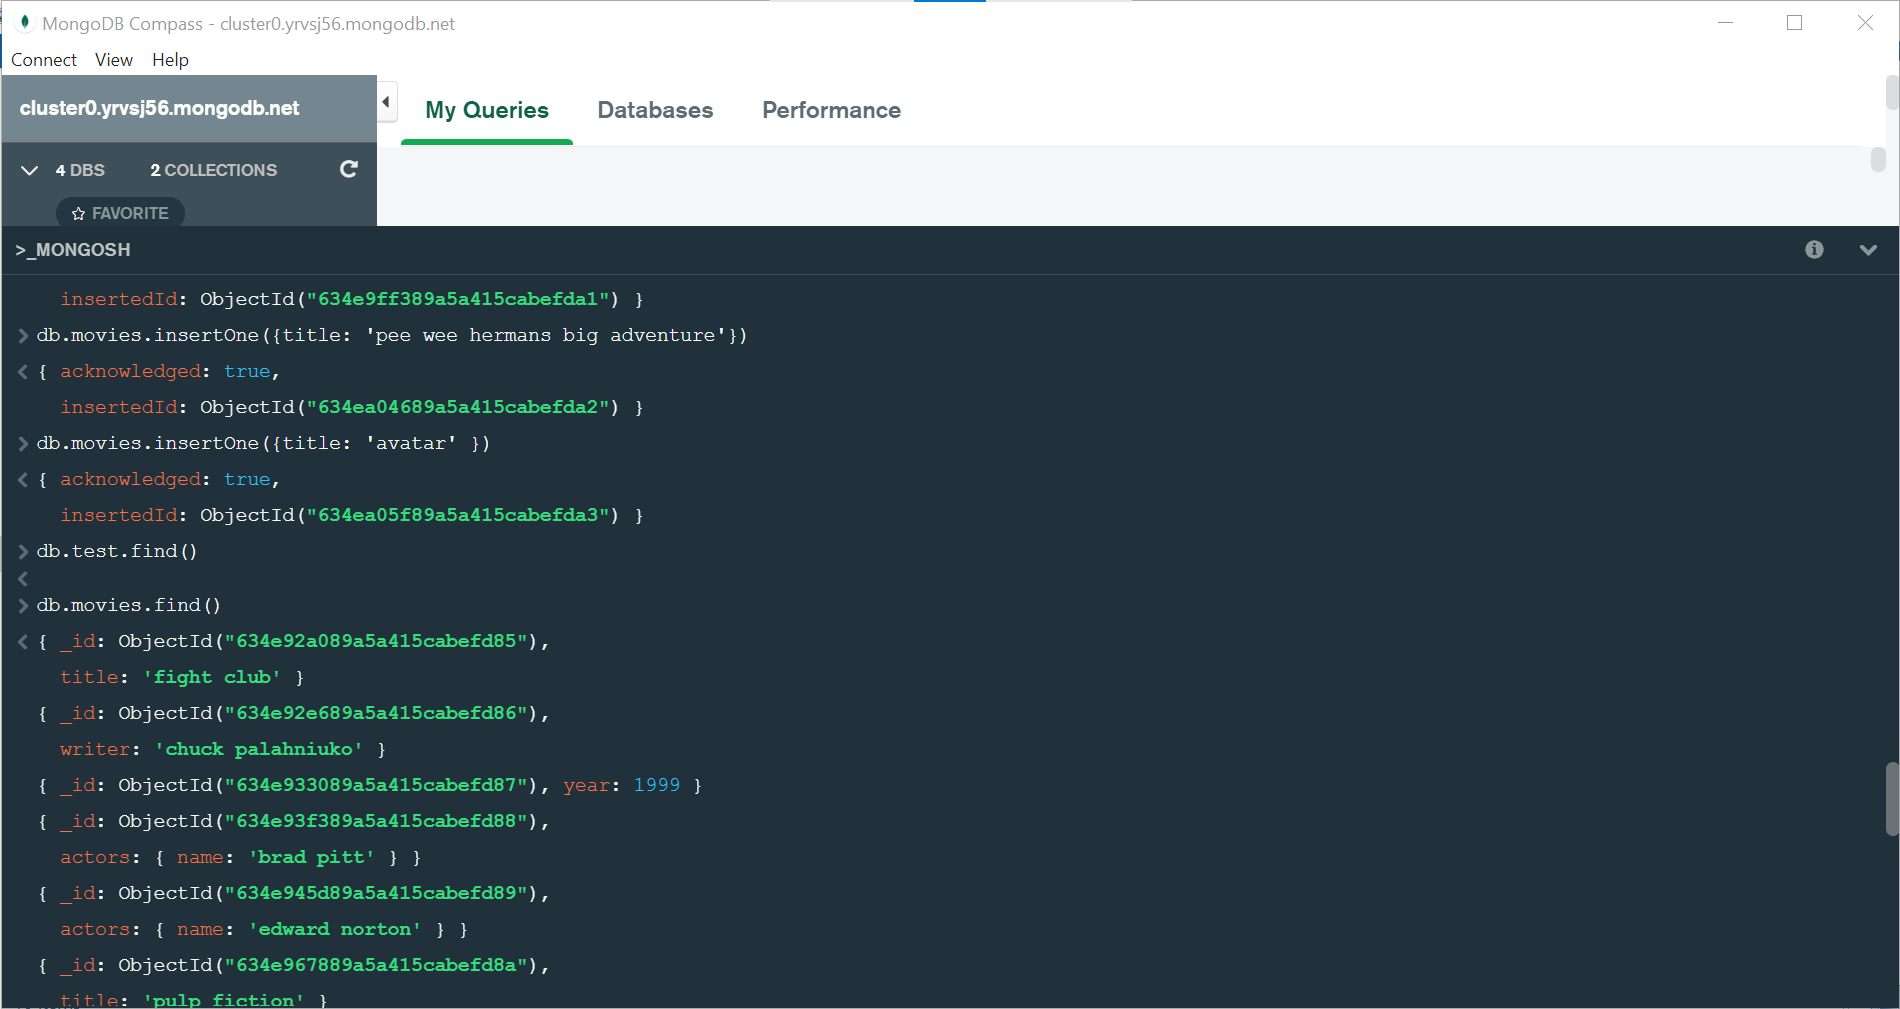 MongoDB Compass - cluster0.yrvsj56.mongodb.net
Connect View Help
cluster0.yrvsj56.mongodb.net
My Queries Databases Performance
4 DBS 2 COLLECTIONS
FAVORITE
>_MONGOSH
insertedId: ObjectId("634e9ff389a5a415cabefda1") }
> db.movies.insertOne({title: 'pee wee hermans big adventure'})
< { acknowledged: true,
insertedId: ObjectId("634ea04689a5a415cabefda2") }
> db.movies.insertOne({title: 'avatar' })
< { acknowledged: true,
insertedId: ObjectId("634ea05f89a5a415cabefda3") }
> db.test.find()
<
> db.movies.find()
< { _id: ObjectId("634e92a089a5a415cabefd85"),
title: 'fight club' }
{ _id: ObjectId("634e92e689a5a415cabefd86"),
writer: 'chuck palahniuko' }
{ _id: ObjectId("634e933089a5a415cabefd87"), year: 1999 }
{ _id: ObjectId("634e93f389a5a415cabefd88"),
actors: { name: 'brad pitt' } }
{ _id: ObjectId("634e945d89a5a415cabefd89"),
actors: { name: 'edward norton' } }
{ _id: ObjectId("634e967889a5a415cabefd8a"),
title: 'pulp fiction' }